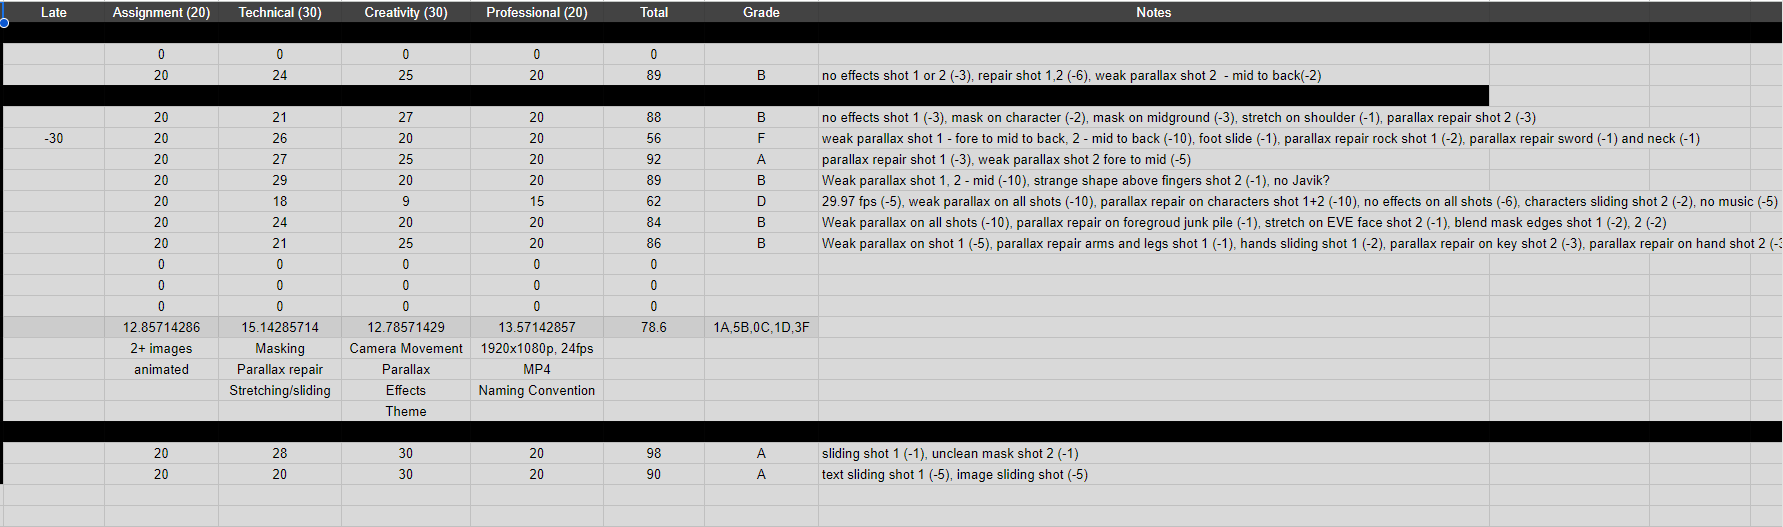 Late Assignment (20) Technical (30) Creativity (30) Professional (20) Total Grade Notes
0 0 0 0 0
20 24 25 20 89 B no effects shot 1 or 2 (-3), repair shot 1,2 (-6), weak parallax shot 2  - mid to back(-2)
20 21 27 20 88 B no effects shot 1 (-3), mask on character (-2), mask on midground (-3), stretch on shoulder (-1), parallax repair shot 2 (-3)
-30 20 26 20 20 56 F weak parallax shot 1 - fore to mid to back, 2 - mid to back (-10), foot slide (-1), parallax repair rock shot 1 (-2), parallax repair sword (-1) and neck (-1)
20 27 25 20 92 A parallax repair shot 1 (-3), weak parallax shot 2 fore to mid (-5)
20 29 20 20 89 B Weak parallax shot 1, 2 - mid (-10), strange shape above fingers shot 2 (-1), no Javik?
20 18 9 15 62 D 29.97 fps (-5), weak parallax on all shots (-10), parallax repair on characters shot 1+2 (-10), no effects on all shots (-6), characters sliding shot 2 (-2), no music (-5)
20 24 20 20 84 B Weak parallax on all shots (-10), parallax repair on foregroud junk pile (-1), stretch on EVE face shot 2 (-1), blend mask edges shot 1 (-2), 2 (-2)
20 21 25 20 86 B Weak parallax on shot 1 (-5), parallax repair arms and legs shot 1 (-1), hands sliding shot 1 (-2), parallax repair on key shot 2 (-3), parallax repair on hand shot 2 (-3
0 0 0 0 0
0 0 0 0 0
0 0 0 0 0
12.85714286 15.14285714 12.78571429 13.57142857 78.6 1A,5B,0C,1D,3F
2+ images Masking Camera Movement 1920x1080p, 24fps
animated Parallax repair Parallax MP4
Stretching/sliding Effects Naming Convention
Theme
20 28 30 20 98 A sliding shot 1 (-1), unclean mask shot 2 (-1)
20 20 30 20 90 A text sliding shot 1 (-5), image sliding shot (-5)